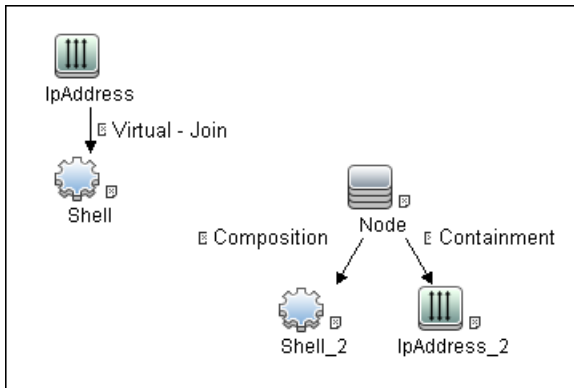 IpAddress
Virtual - Join
Shell
Node
Composition
Containment
Shell_2
IpAddress_2